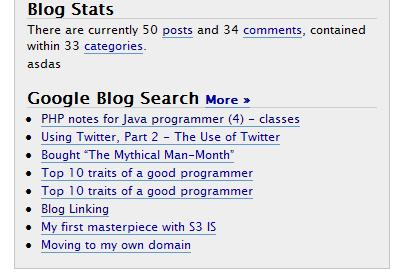 Blog Stats
There are currently 50 posts and 34 comments, contained
within 33 categories.
asdas
Google Blog Search More »
• PHP notes for Java programmer (4) – classes
• Using Twitter, Part 2 – The Use of Twitter
• Bought “The Mythical Man-Month”
• Top 10 traits of a good programmer
• Top 10 traits of a good programmer
• Blog Linking
• My first masterpiece with S3 IS
• Moving to my own domain